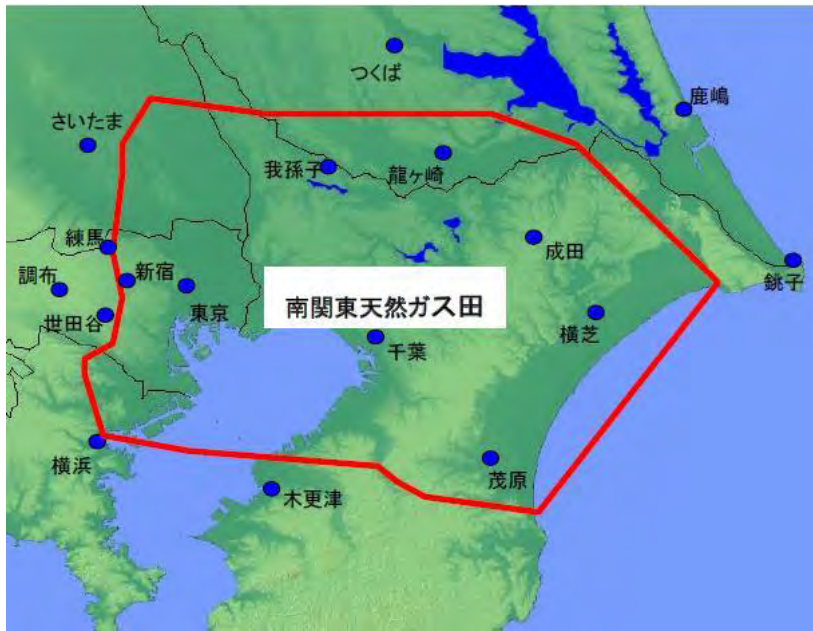 つくば
鹿嶋
さいたま
我孫子
龍ヶ崎
練馬
成田
新宿
調布
東京
銚子
南関東天然ガス田
世田谷
横芝
千葉
横浜
茂原
木更津